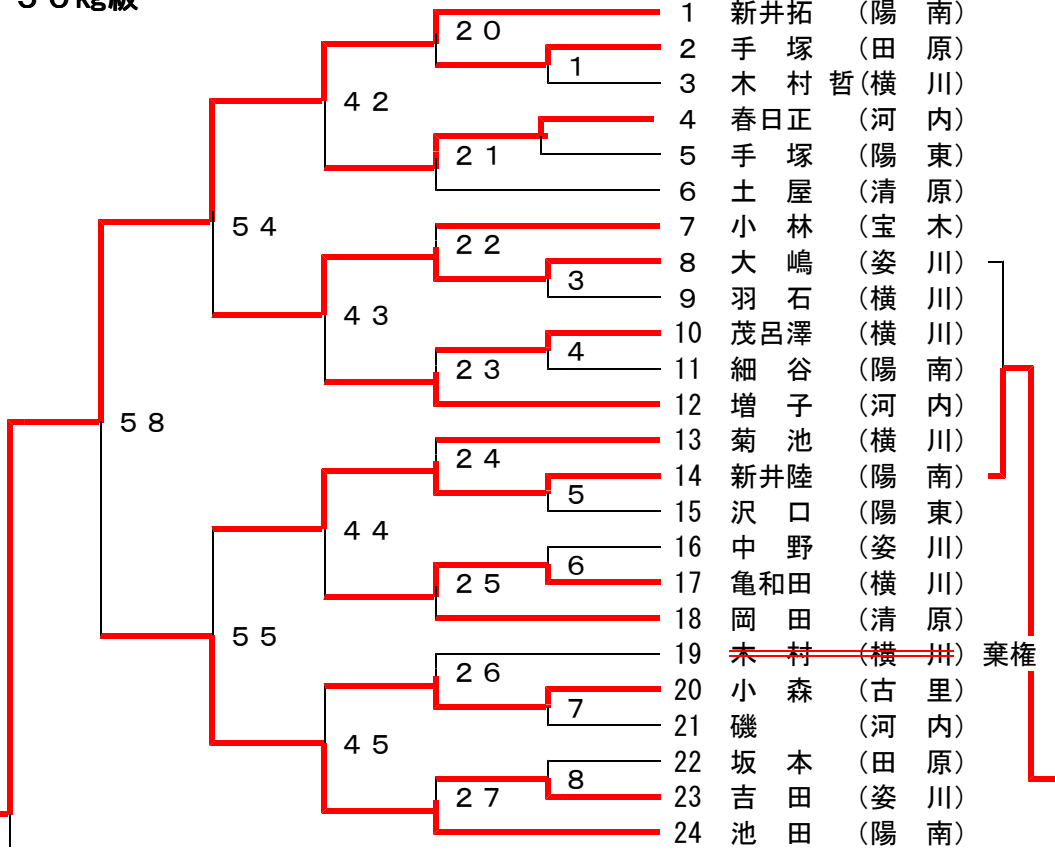 1 新井拓 (陽 南)
20
2 手 塚 (田 原)
1
3 木 村 哲(横 川)
42
4 春日正 (河 内)
21
5 手 塚 (陽 東)
6 土 屋 (清 原)
54
7 小 林 (宝 木)
22
8 大 嶋 (姿 川)
3
9 羽 石 (横 川)
43
10 茂呂澤 (横 川)
4
23
11 細 谷 (陽 南)
12 増 子 (河 内)
58
13 菊 池 (横 川)
24
14 新井陸 (陽 南)
5
15 沢 口 (陽 東)
44
16 中 野 (姿 川)
6
25
17 亀和田 (横 川)
18 岡 田 (清 原)
55
19 木 村 (横 川) 棄権
26
20 小 森 (古 里)
7
21 磯 (河 内)
45
22 坂 本 (田 原)
8
27
23 吉 田 (姿 川)
24 池 田 (陽 南)